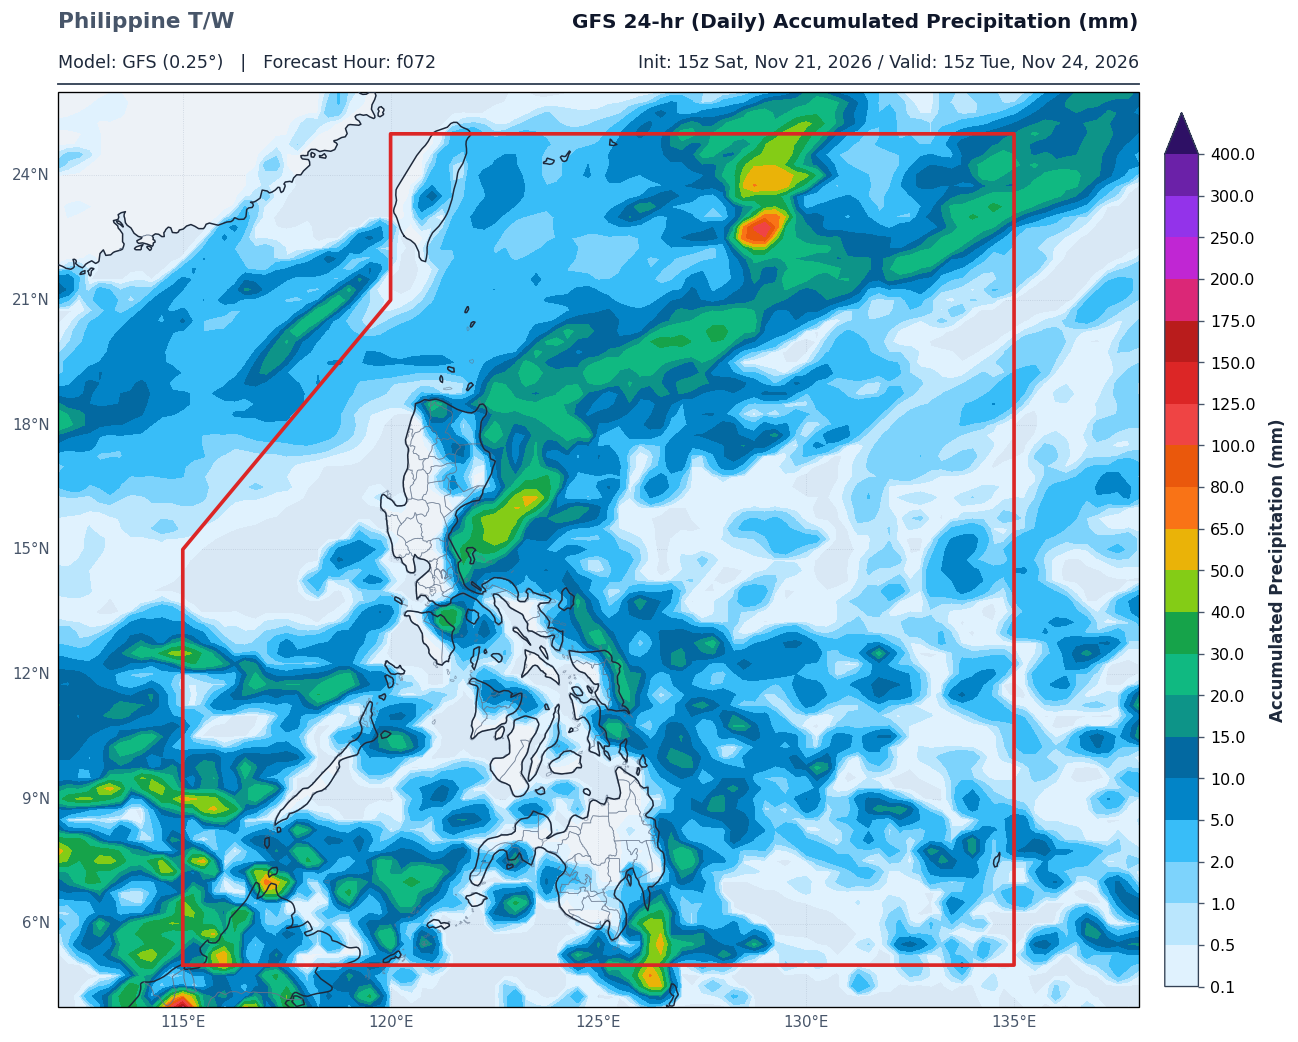 Philippine T/W
GFS 24-hr (Daily) Accumulated Precipitation (mm)
Model: GFS (0.25°)   |   Forecast Hour: f072
Init: 15z Sat, Nov 21, 2026 / Valid: 15z Tue, Nov 24, 2026
24°N
21°N
18°N
15°N
12°N
9°N
6°N
115°E
120°E
125°E
130°E
135°E
400.0
300.0
250.0
200.0
175.0
150.0
125.0
100.0
80.0
65.0
50.0
40.0
30.0
20.0
15.0
10.0
5.0
2.0
1.0
0.5
0.1
Accumulated Precipitation (mm)